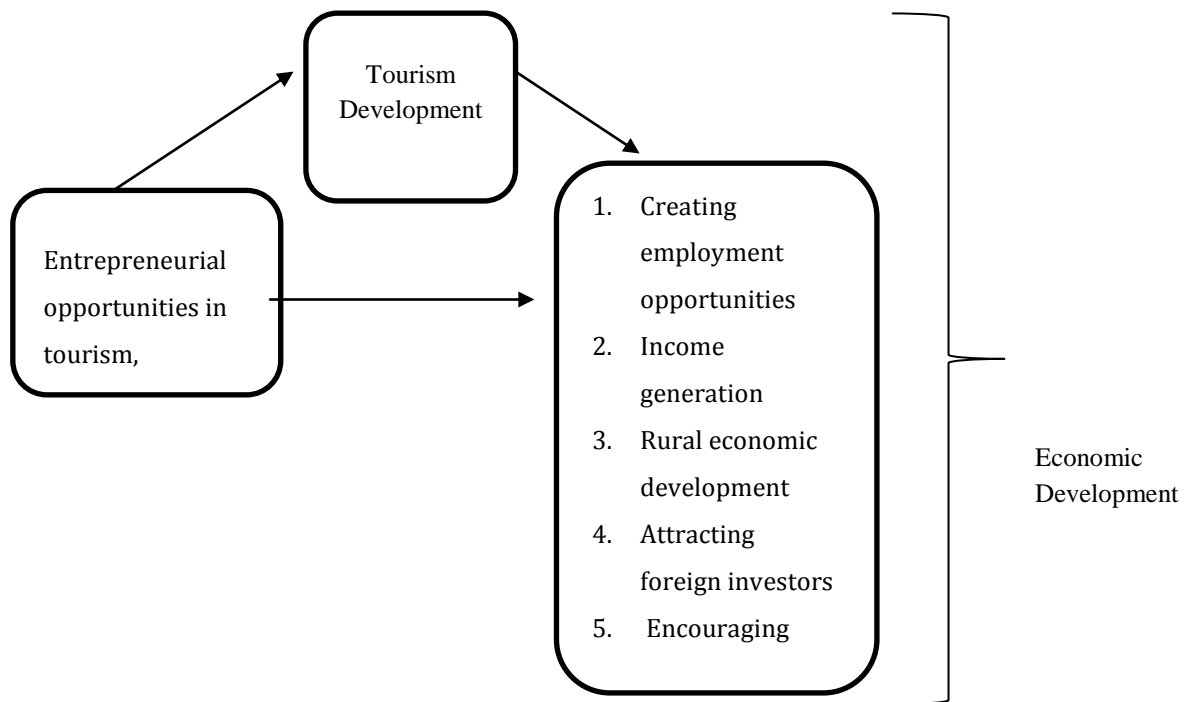 Tourism
Development
Entrepreneurial
opportunities in
tourism,
1. Creating
employment
opportunities
2. Income
generation
3. Rural economic
development
4. Attracting
foreign investors
5. Encouraging
Economic
Development